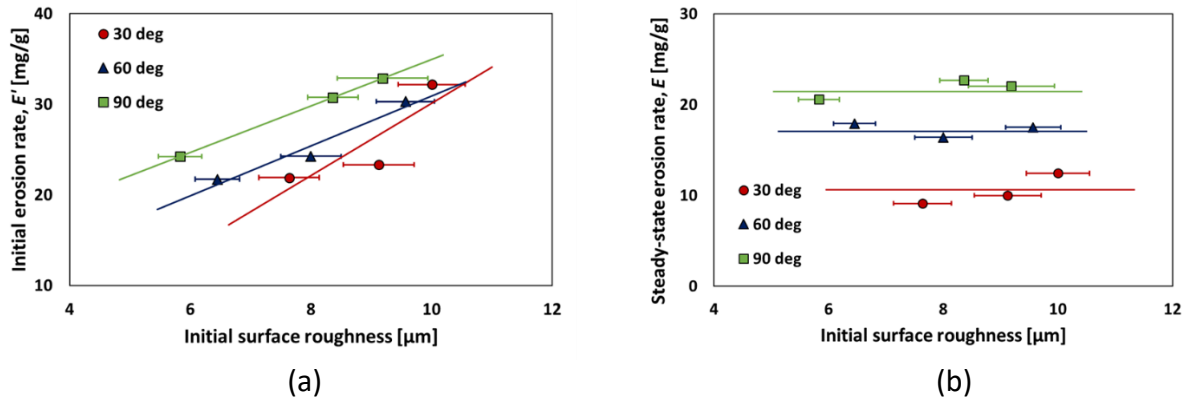 40
30
20
10
4
6
8
10
12
Initial erosion rate, E' [mg/g]
Initial surface roughness [µm]
30 deg
60 deg
90 deg
(a)
30
20
10
0
4
6
8
10
12
Steady-state erosion rate, E [mg/g]
Initial surface roughness [µm]
30 deg
60 deg
90 deg
(b)